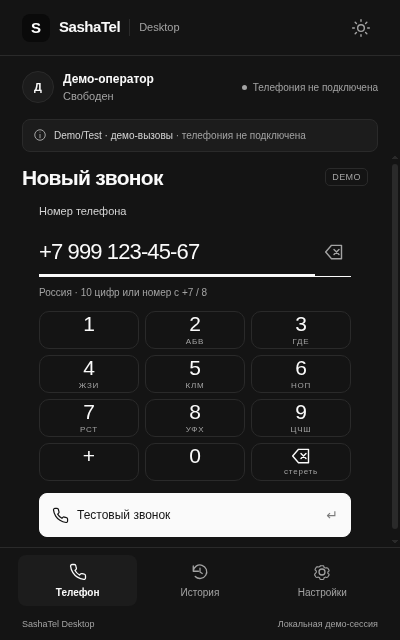 S SashaTel Desktop
Д Демо-оператор
Свободен
Телефония не подключена
Demo/Test · демо-вызовы · телефония не подключена
Новый звонок DEMO
Номер телефона
+7 999 123-45-67
Россия · 10 цифр или номер с +7 / 8
1 2 3
АБВ ГДЕ
4 5 6
ЖЗИ КЛМ НОП
7 8 9
РСТ УФХ ЦЧШ
+ 0
стереть
Тестовый звонок ↵
Телефон История Настройки
SashaTel Desktop Локальная демо-сессия